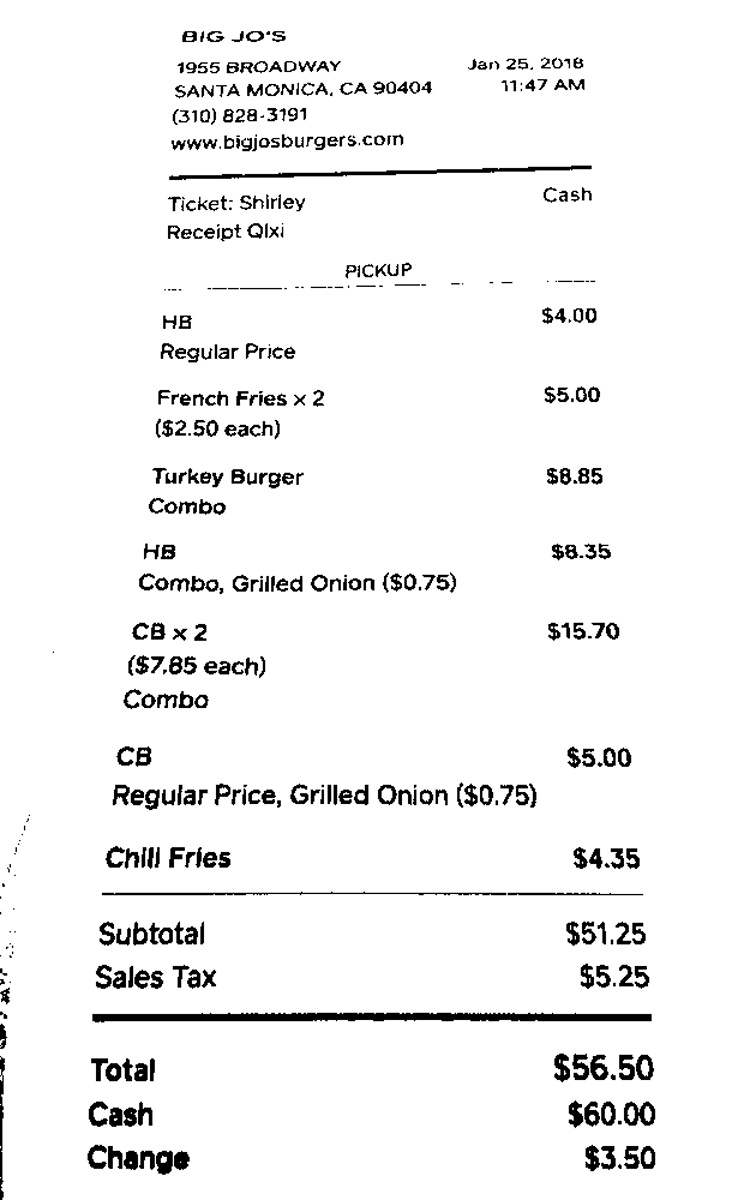 BIG JO'S
1955 BROADWAY
Jan 25, 2018
SANTA MONICA, CA 90404
11:47 AM
(310) 828-3191
www.bigjosburgers.com
Ticket: Shirley
Cash
Receipt Qlxi
PICKUP
HB $4.00
Regular Price
French Fries x 2 $5.00
($2.50 each)
Turkey Burger $8.85
Combo
HB $8.35
Combo, Grilled Onion ($0.75)
CB x 2 $15.70
($7.85 each)
Combo
CB $5.00
Regular Price, Grilled Onion ($0.75)
Chili Fries $4.35
Subtotal $51.25
Sales Tax $5.25
Total $56.50
Cash $60.00
Change $3.50